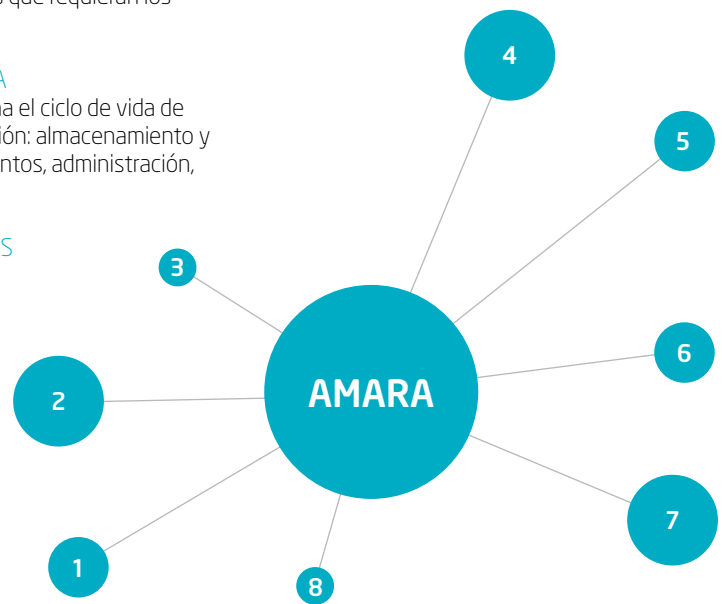 A
na el ciclo de vida de
ión: almacenamiento y
ntos, administración,
S
4
5
3
6
AMARA
2
7
1
8